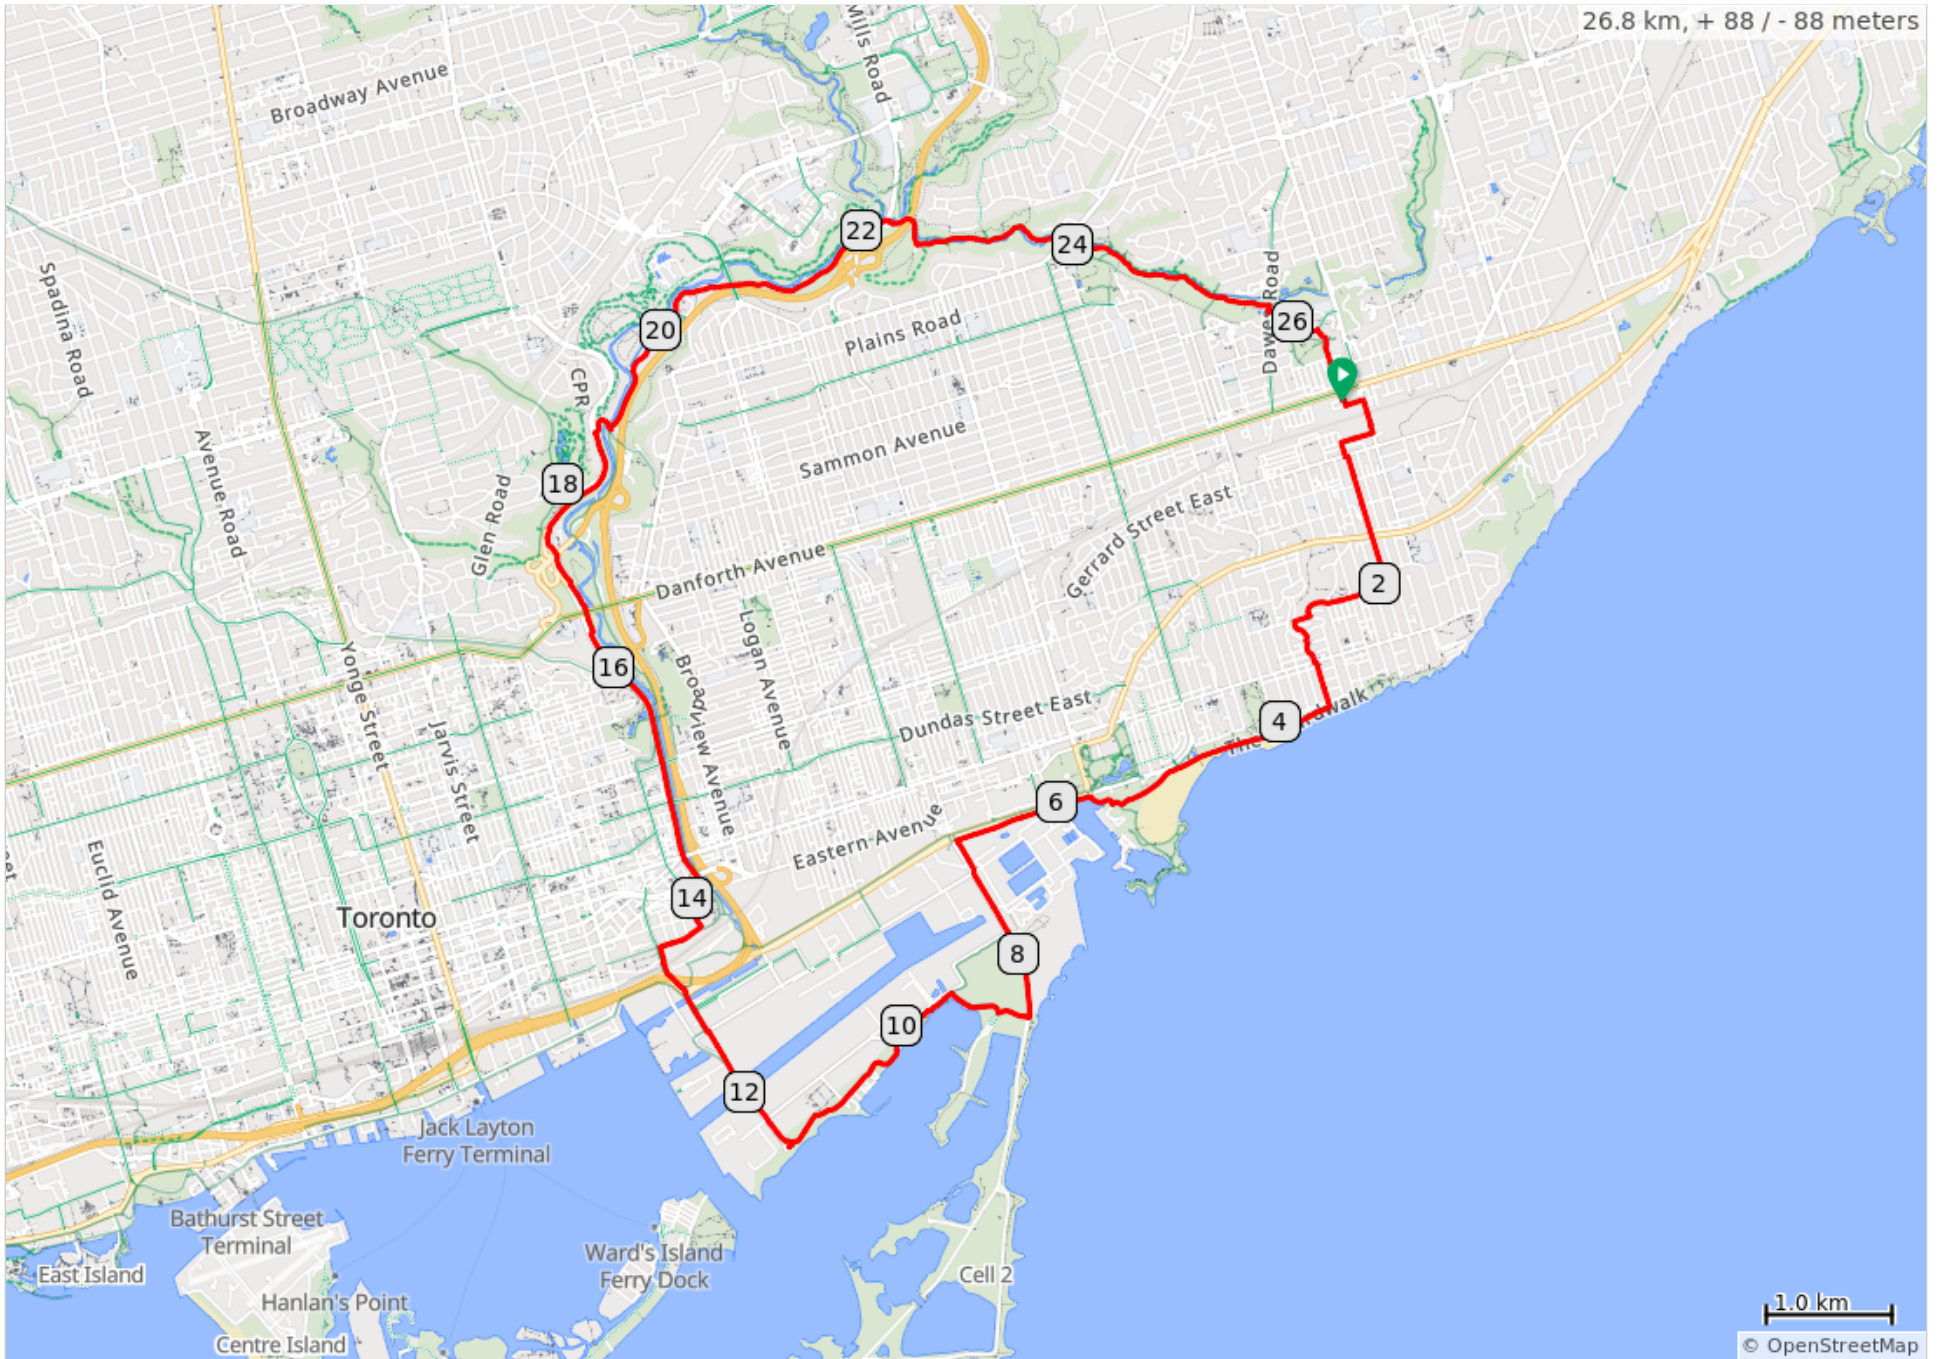 26.8 km, + 88 / - 88 meters
Mills Road
Broadway Avenue
22
24
Spadina Road
Dawes Road
26
20
Plains Road
CPR
Sammon Avenue
Avenue Road
18
Glen Road
Gerrard Street East
Danforth Avenue
2
Logan Avenue
Yonge Street
16
Broadview Avenue
Dundas Street East
4
The
rdwalk
Jarvis Street
6
Eastern Avenue
eet
Euclid Avenue
14
Toronto
8
10
12
Jack Layton
Ferry Terminal
Bathurst Street
Terminal
Ward's Island
Ferry Dock
East Island
Cell 2
Hanlan's Point
Centre Island
1.0 km
© OpenStreetMap